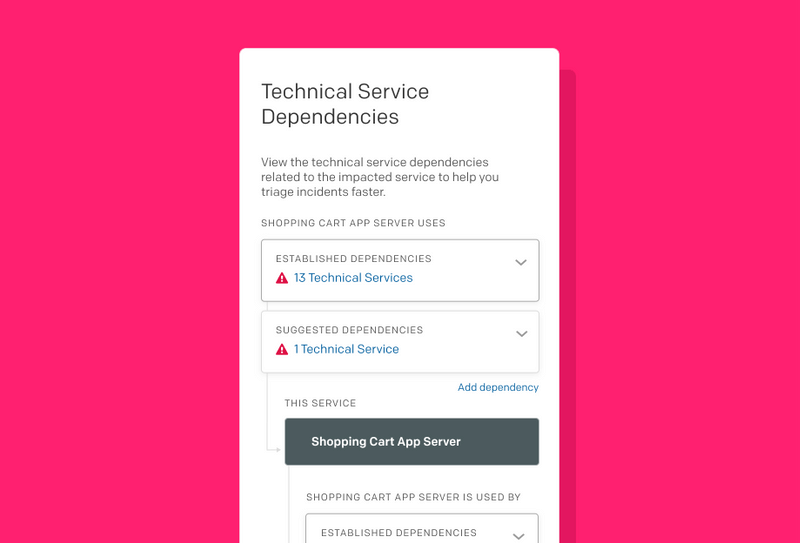 Technical Service
Dependencies
View the technical service dependencies
related to the impacted service to help you
triage incidents faster.
SHOPPING CART APP SERVER USES
ESTABLISHED DEPENDENCIES
13 Technical Services
SUGGESTED DEPENDENCIES
1 Technical Service
Add dependency
THIS SERVICE
Shopping Cart App Server
SHOPPING CART APP SERVER IS USED BY
ESTABLISHED DEPENDENCIES